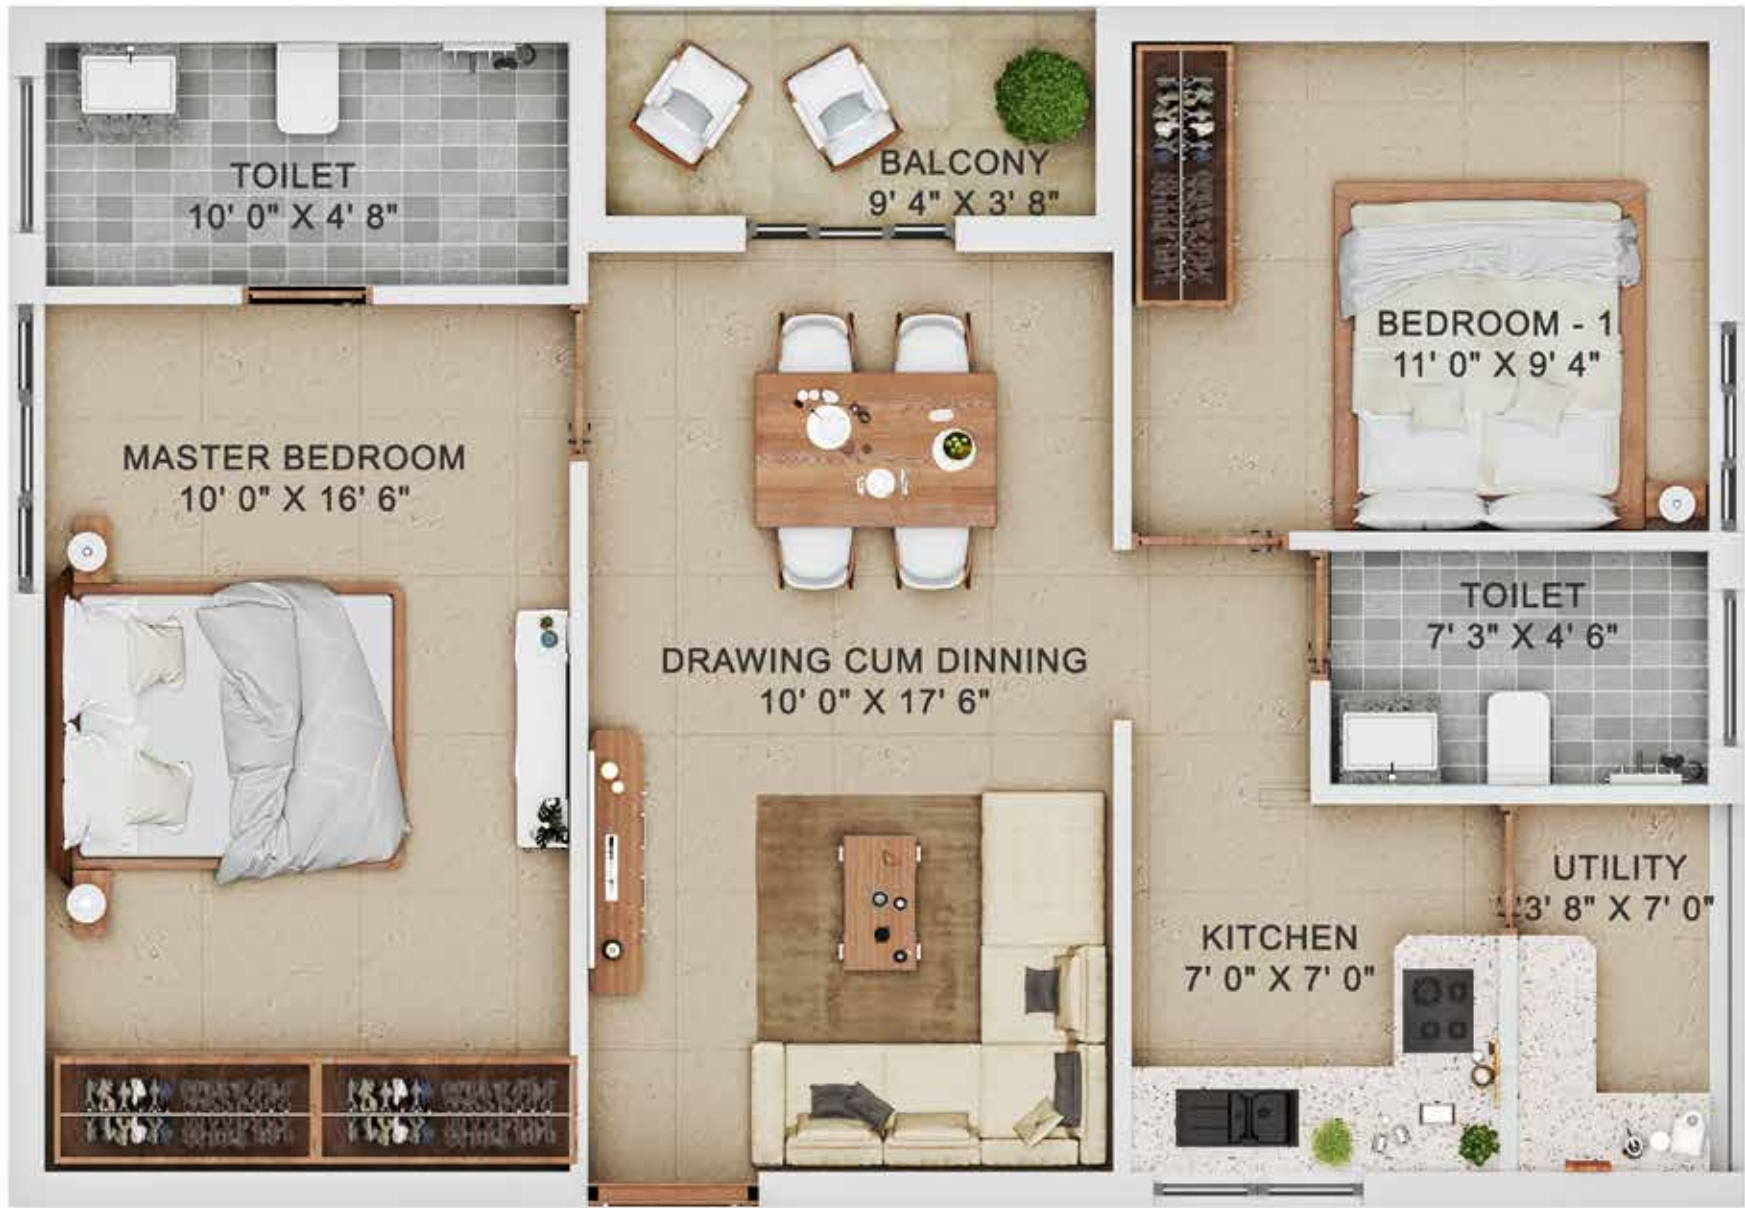 TOILET
10' 0" X 4' 8"
BALCONY
9' 4" X 3' 8"
BEDROOM - 1
11' 0" X 9' 4"
MASTER BEDROOM
10' 0" X 16' 6"
TOILET
7' 3" X 4' 6"
DRAWING CUM DINNING
10' 0" X 17' 6"
UTILITY
3' 8" X 7' 0"
KITCHEN
7' 0" X 7' 0"